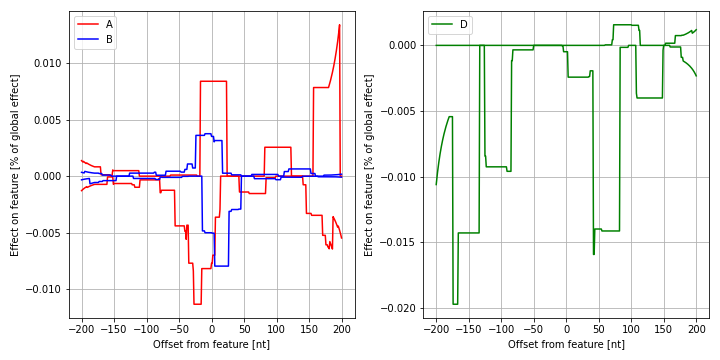 A
B
0.010
0.005
0.000
−0.005
−0.010
Effect on feature [% of global effect]
−200 −150 −100 −50 0 50 100 150 200
Offset from feature [nt]
D
0.000
−0.005
−0.010
−0.015
−0.020
Effect on feature [% of global effect]
−200 −150 −100 −50 0 50 100 150 200
Offset from feature [nt]